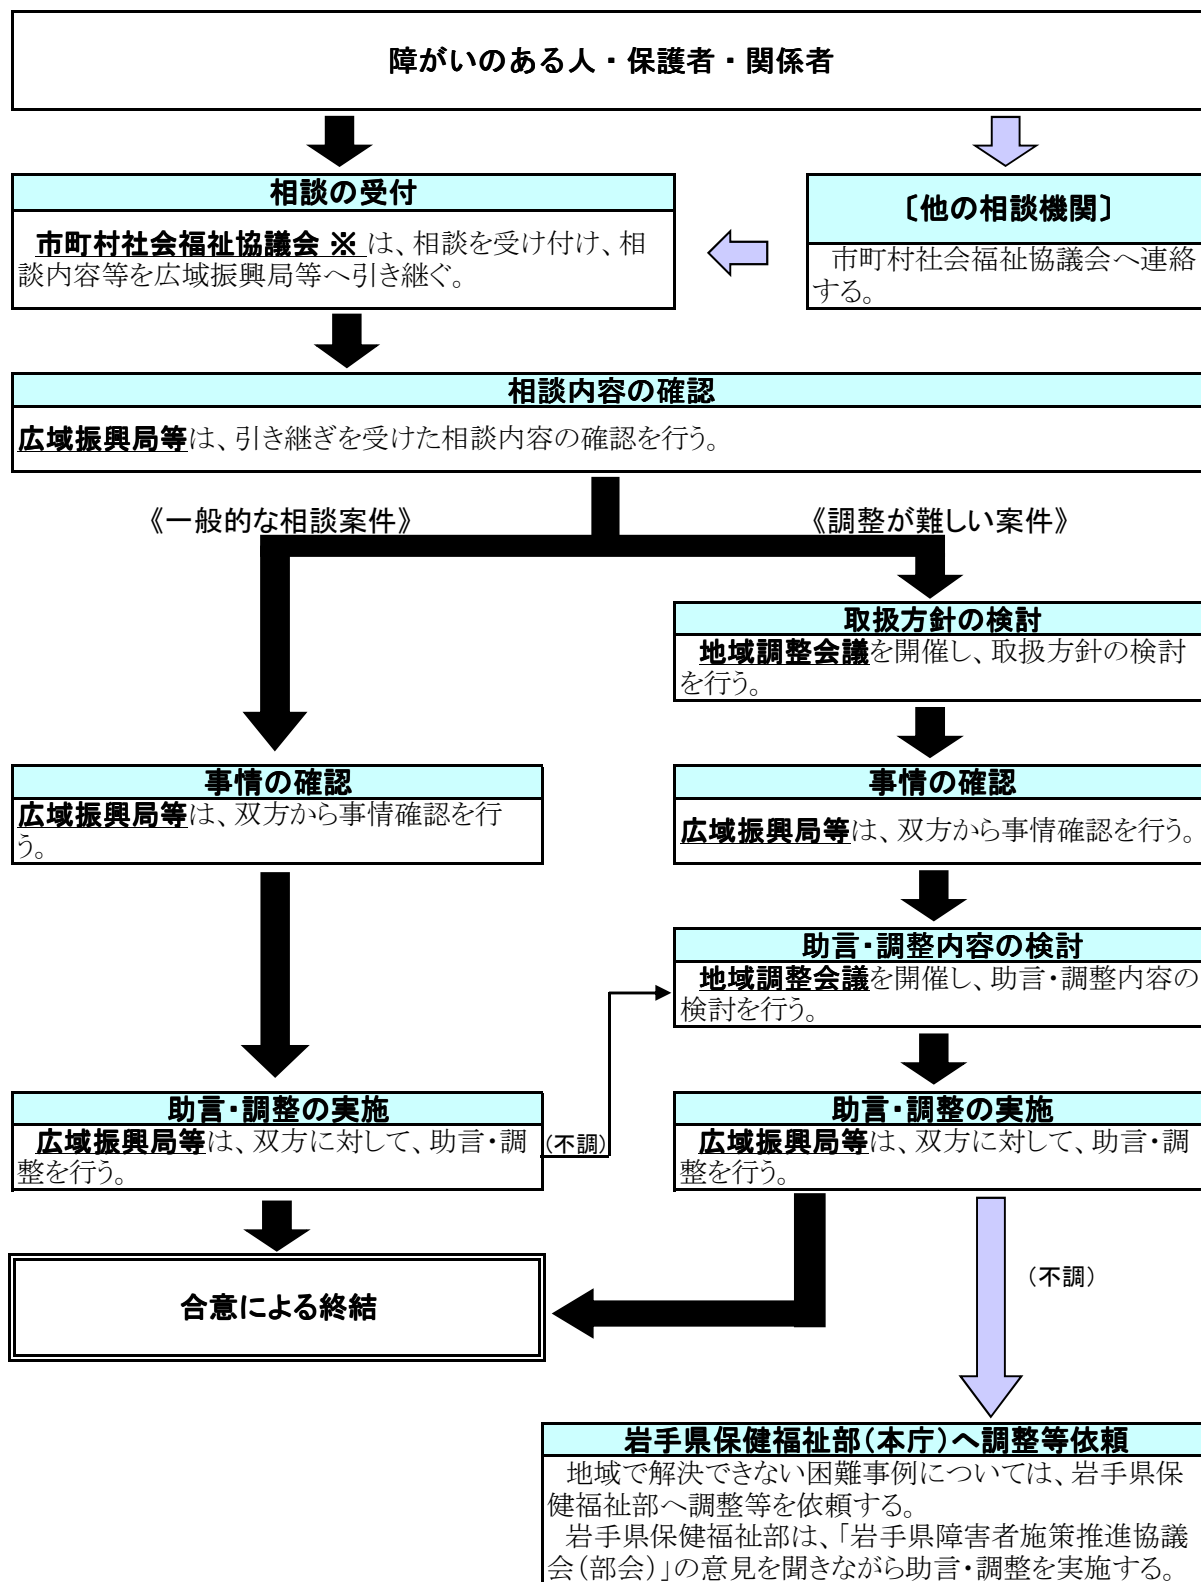 障がいのある人・保護者・関係者
相談の受付
市町村社会福祉協議会 ※ は、相談を受け付け、相
談内容等を広域振興局等へ引き継ぐ。
〔他の相談機関〕
市町村社会福祉協議会へ連絡
する。
相談内容の確認
広域振興局等は、引き継ぎを受けた相談内容の確認を行う。
《一般的な相談案件》
《調整が難しい案件》
取扱方針の検討
地域調整会議を開催し、取扱方針の検討
を行う。
事情の確認
広域振興局等は、双方から事情確認を行
う。
事情の確認
広域振興局等は、双方から事情確認を行う。
助言・調整内容の検討
地域調整会議を開催し、助言・調整内容の
検討を行う。
助言・調整の実施
広域振興局等は、双方に対して、助言・調
整を行う。
(不調)
助言・調整の実施
広域振興局等は、双方に対して、助言・調
整を行う。
合意による終結
(不調)
岩手県保健福祉部(本庁)へ調整等依頼
地域で解決できない困難事例については、岩手県保
健福祉部へ調整等を依頼する。
岩手県保健福祉部は、「岩手県障害者施策推進協議
会(部会)」の意見を聞きながら助言・調整を実施する。